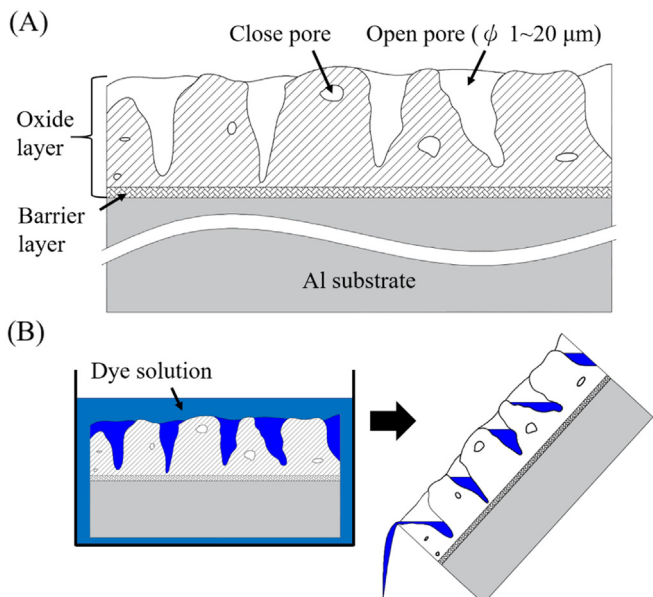 (A)
Close pore
Open pore (φ 1~20 μm)
Oxide
layer
Barrier
layer
Al substrate
(B)
Dye solution